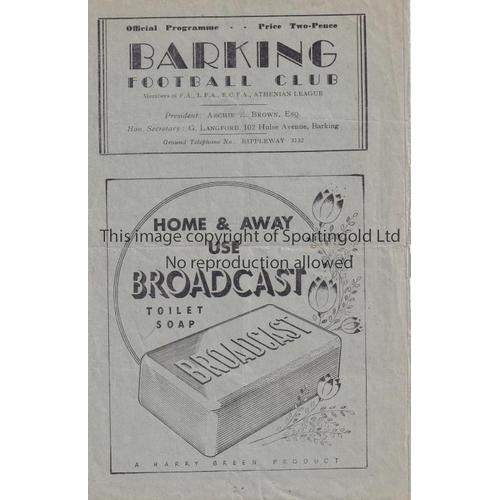 Official Programme - - Price Two-Pence
BARKING
FOOTBALL CLUB
Members of F.A., L.F.A., E.C.F.A., ATHENIAN LEAGUE
President: ARCHIE E. BROWN, ESQ.
Hon. Secretary: G. LANGFORD, 102 Hulse Avenue, Barking
Ground Telephone No. RIPPLEWAY 3132
HOME & AWAY
USE
This image copyright of Sportingold Ltd
No reproduction allowed
BROADCAST
TOILET
SOAP
BROADCAST
A HARRY GREEN PRODUCT